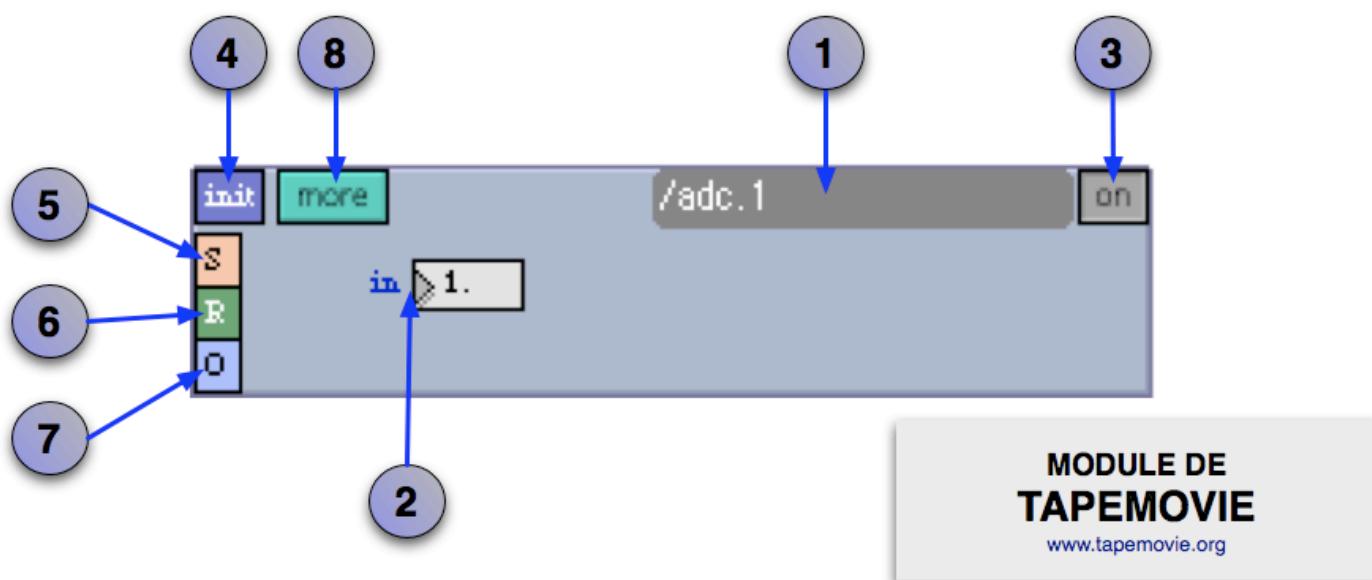 4 8 1 3
init more /adc.1 on
5 S
in 1.
6 R
7 O
2
MODULE DE
TAPEMOVIE
www.tapemovie.org